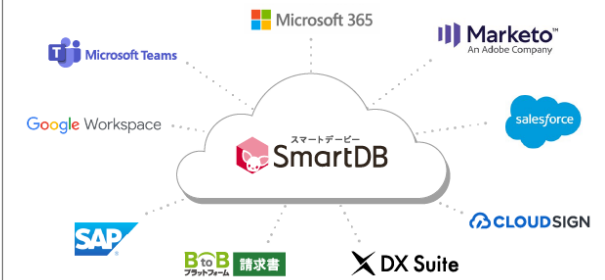 Microsoft 365
Marketo™
An Adobe Company
Microsoft Teams
Google Workspace
salesforce
スマートデービー
SmartDB
SAP
CLOUDSIGN
BtoB
プラットフォーム
請求書
DX Suite